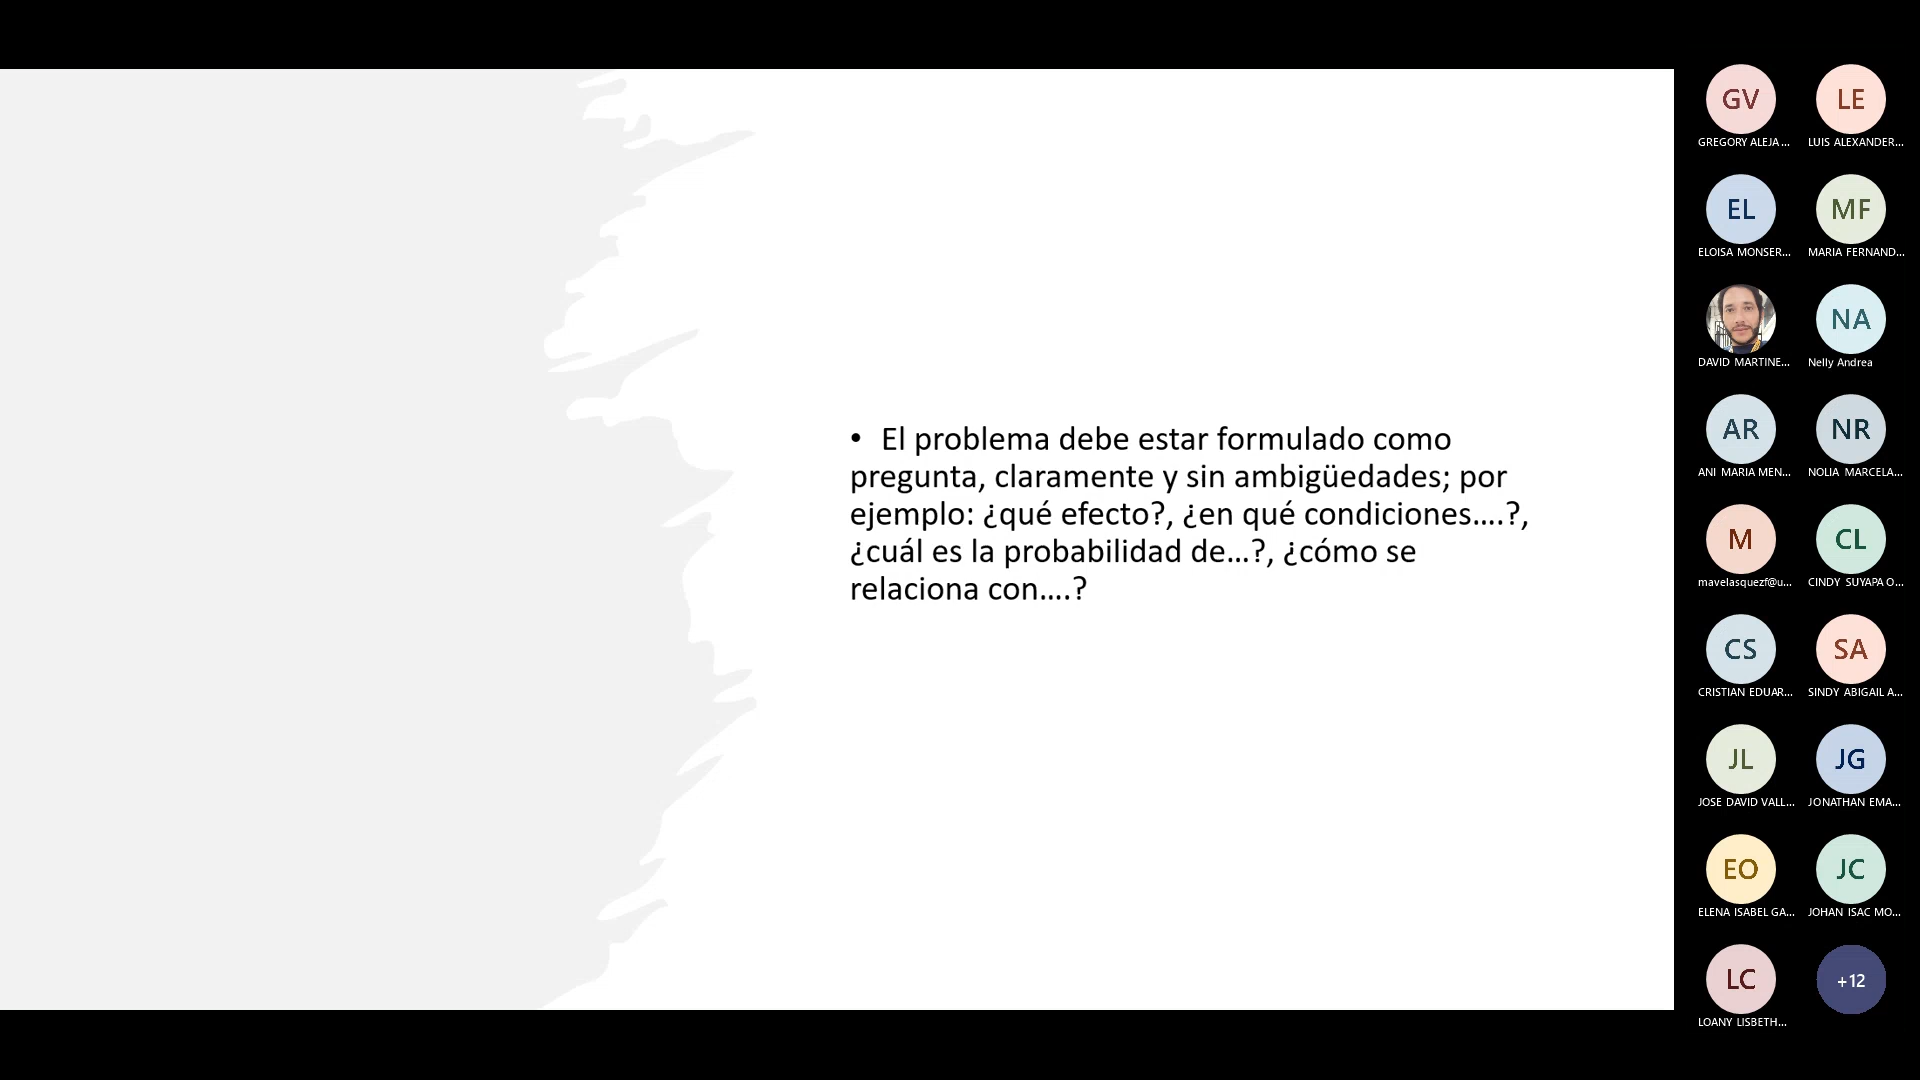 • El problema debe estar formulado como
pregunta, claramente y sin ambigüedades; por
ejemplo: ¿qué efecto?, ¿en qué condiciones....?,
¿cuál es la probabilidad de...?, ¿cómo se
relaciona con....?
GV
LE
GREGORY ALEJA...
LUIS ALEXANDER...
EL
MF
ELOISA MONSER...
MARIA FERNAND...
NA
DAVID MARTINE...
Nelly Andrea
AR
NR
ANI MARIA MEN...
NOLIA MARCELA...
M
CL
mavelasquezf@u...
CINDY SUYAPA O...
CS
SA
CRISTIAN EDUAR...
SINDY ABIGAIL A...
JL
JG
JOSE DAVID VALL...
JONATHAN EMA...
EO
JC
ELENA ISABEL GA...
JOHAN ISAC MO...
LC
+12
LOANY LISBETH...